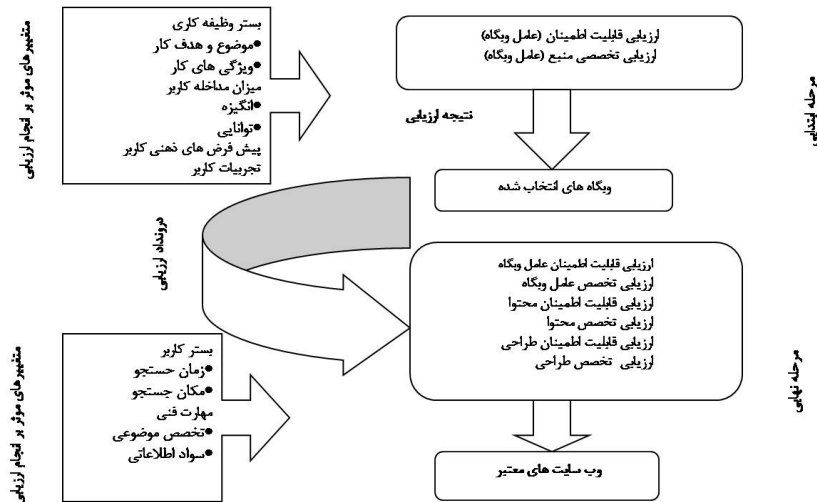 متغییرهای موثر بر انجام ارزیابی
بستر وظیفه کاری
●موضوع و هدف کار
●ویژگی های کار
میزان مداخله کاربر
●انگیزه
●توانایی
پیش فرض های ذهنی کاربر
تجربیات کاربر
ارزیابی قابلیت اطمینان (عامل وبگاه)
ارزیابی تخصصی منبع (عامل وبگاه)
مرحله ابتدایی
نتیجه ارزیابی
وبگاه های انتخاب شده
درونداد ارزیابی
ارزیابی قابلیت اطمینان عامل وبگاه
ارزیابی تخصص عامل وبگاه
ارزیابی قابلیت اطمینان محتوا
ارزیابی تخصص محتوا
ارزیابی قابلیت اطمینان طراحی
ارزیابی تخصص طراحی
مرحله نهایی
متغییرهای موثر بر انجام ارزیابی
بستر کاربر
●زمان جستجو
●مکان جستجو
مهارت فنی
●تخصص موضوعی
●سواد اطلاعاتی
وب سایت های معتبر